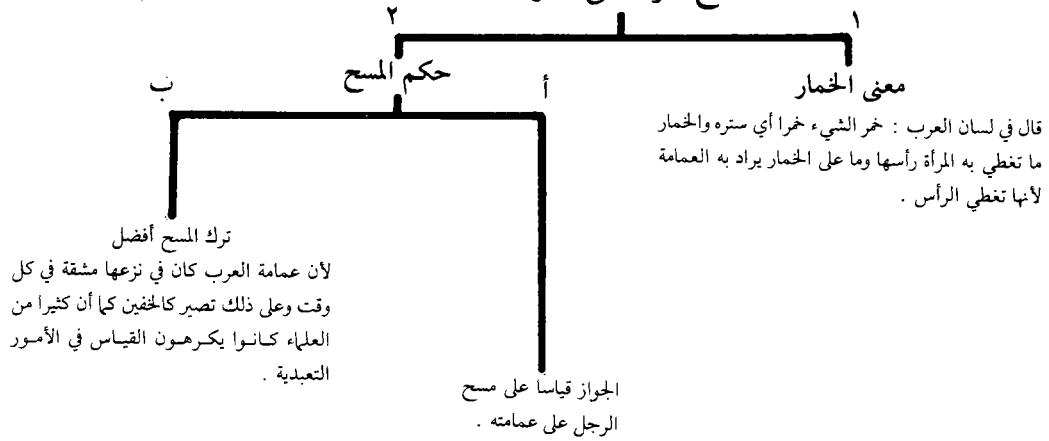 ١
٢
معنى الخمار
قال في لسان العرب : خمر الشيء خمرا أي ستره والخمار
ما تغطي به المرأة رأسها وما على الخمار يراد به العمامة
لأنها تغطي الرأس .
حكم المسح
أ
ب
الجواز قياسا على مسح
الرجل على عمامته .
ترك المسح أفضل
لأن عمامة العرب كان في نزعها مشقة في كل
وقت وعلى ذلك تصير كالخفين كما أن كثيرا من
العلماء كانوا يكرهون القياس في الأمور
التعبدية .